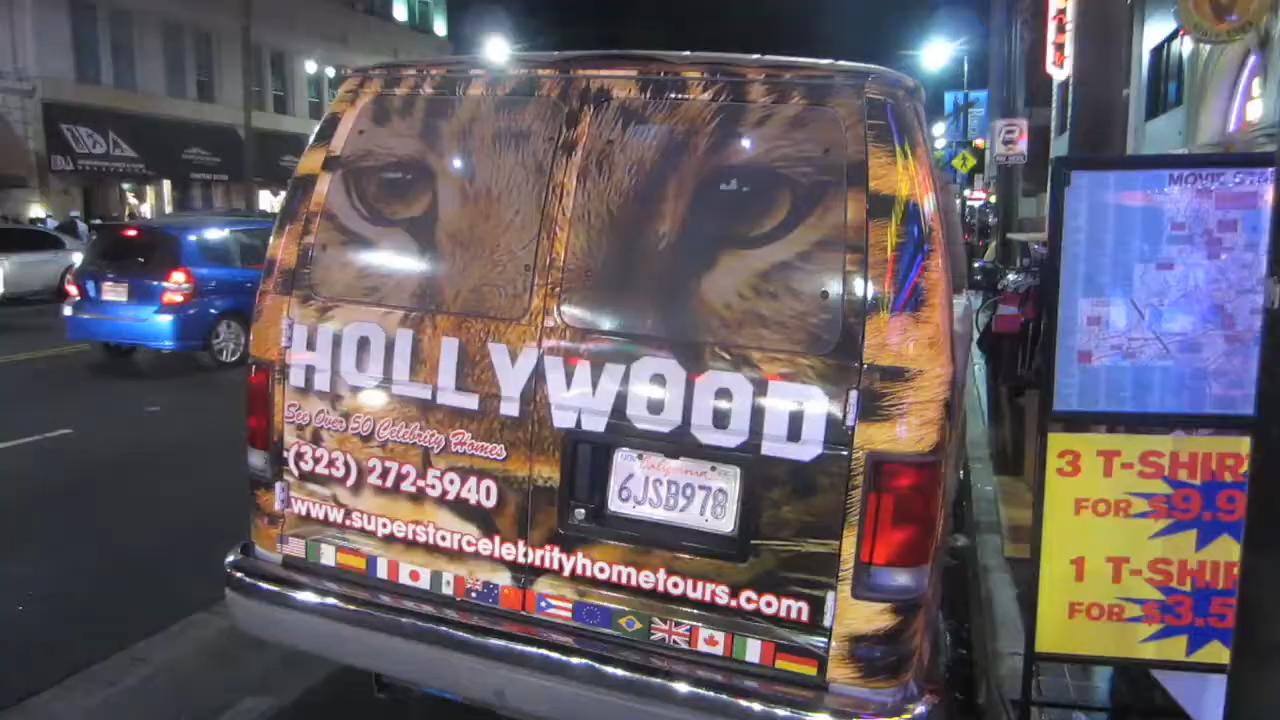 HOLLYWOOD
See Over 50 Celebrity Homes
(323) 272-5940
www.superstarcelebrityhometours.com
California
6JSB978
MOVIE
3 T-SHIR
FOR $9.9
1 T-SHIR
FOR $3.5